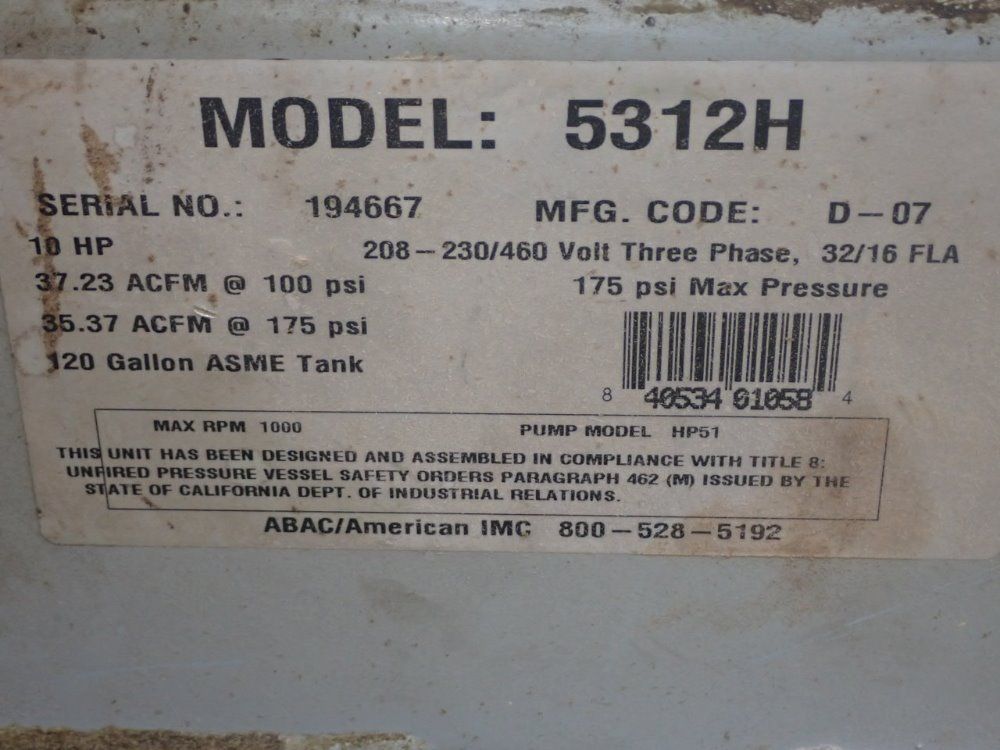 MODEL: 5312H
SERIAL NO.: 194667 MFG. CODE: D-07
10 HP 208-230/460 Volt Three Phase, 32/16 FLA
37.23 ACFM @ 100 psi 175 psi Max Pressure
35.37 ACFM @ 175 psi
120 Gallon ASME Tank
8 40534 01058 4
MAX RPM 1000 PUMP MODEL HP51
THIS UNIT HAS BEEN DESIGNED AND ASSEMBLED IN COMPLIANCE WITH TITLE 8:
UNFIRED PRESSURE VESSEL SAFETY ORDERS PARAGRAPH 462 (M) ISSUED BY THE
STATE OF CALIFORNIA DEPT. OF INDUSTRIAL RELATIONS.
ABAC/American IMC 800-528-5192